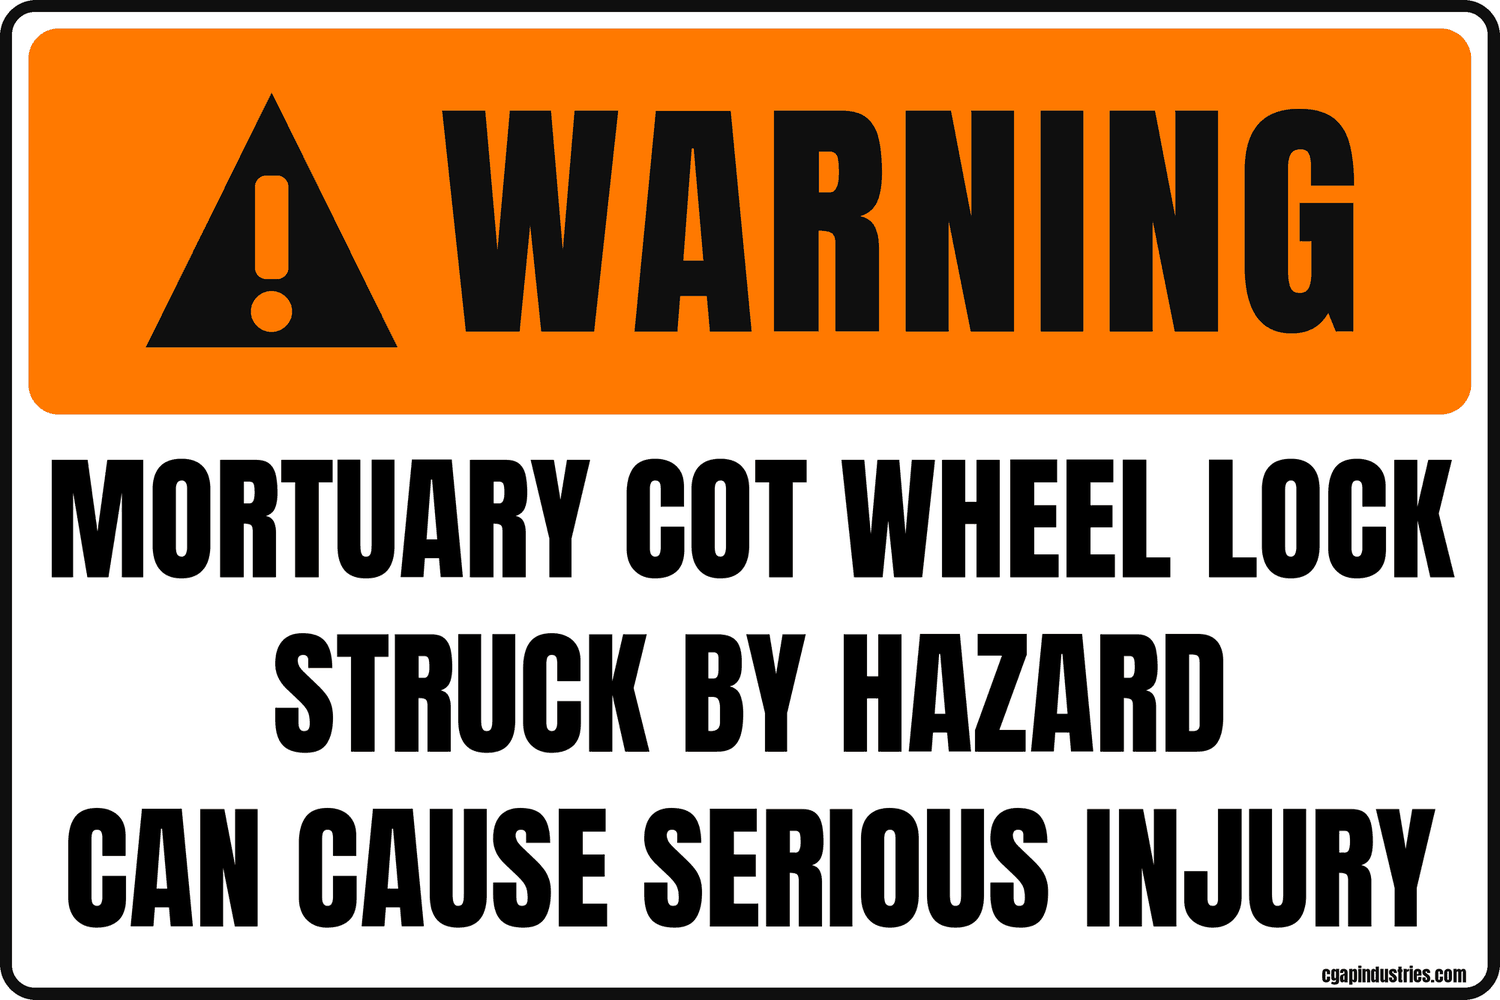 WARNING
MORTUARY COT WHEEL LOCK
STRUCK BY HAZARD
CAN CAUSE SERIOUS INJURY
cgapindustries.com